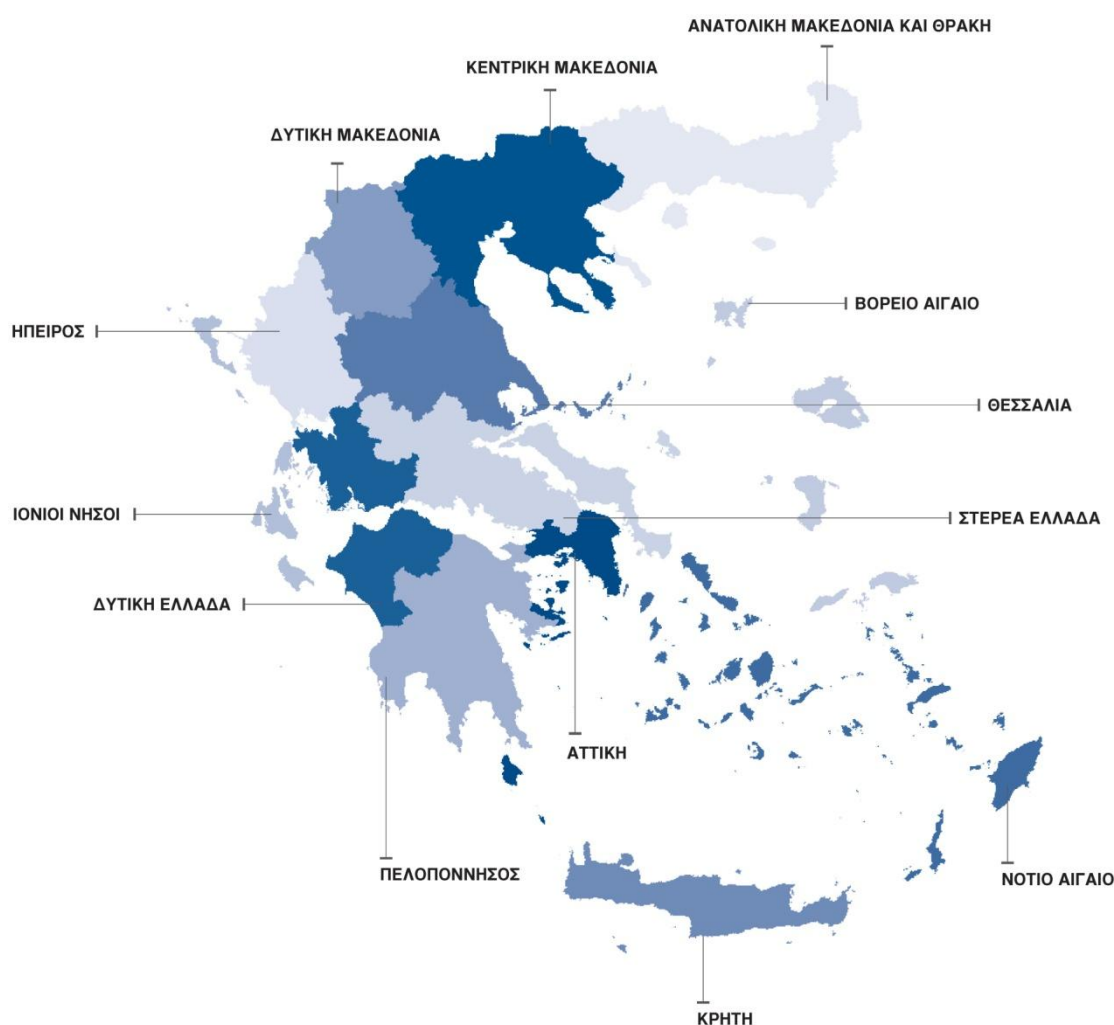 ΑΝΑΤΟΛΙΚΗ ΜΑΚΕΔΟΝΙΑ ΚΑΙ ΘΡΑΚΗ
ΚΕΝΤΡΙΚΗ ΜΑΚΕΔΟΝΙΑ
ΔΥΤΙΚΗ ΜΑΚΕΔΟΝΙΑ
ΒΟΡΕΙΟ ΑΙΓΑΙΟ
ΗΠΕΙΡΟΣ
ΘΕΣΣΑΛΙΑ
ΙΟΝΙΟΙ ΝΗΣΟΙ
ΣΤΕΡΕΑ ΕΛΛΑΔΑ
ΔΥΤΙΚΗ ΕΛΛΑΔΑ
ΑΤΤΙΚΗ
ΠΕΛΟΠΟΝΝΗΣΟΣ
ΝΟΤΙΟ ΑΙΓΑΙΟ
ΚΡΗΤΗ